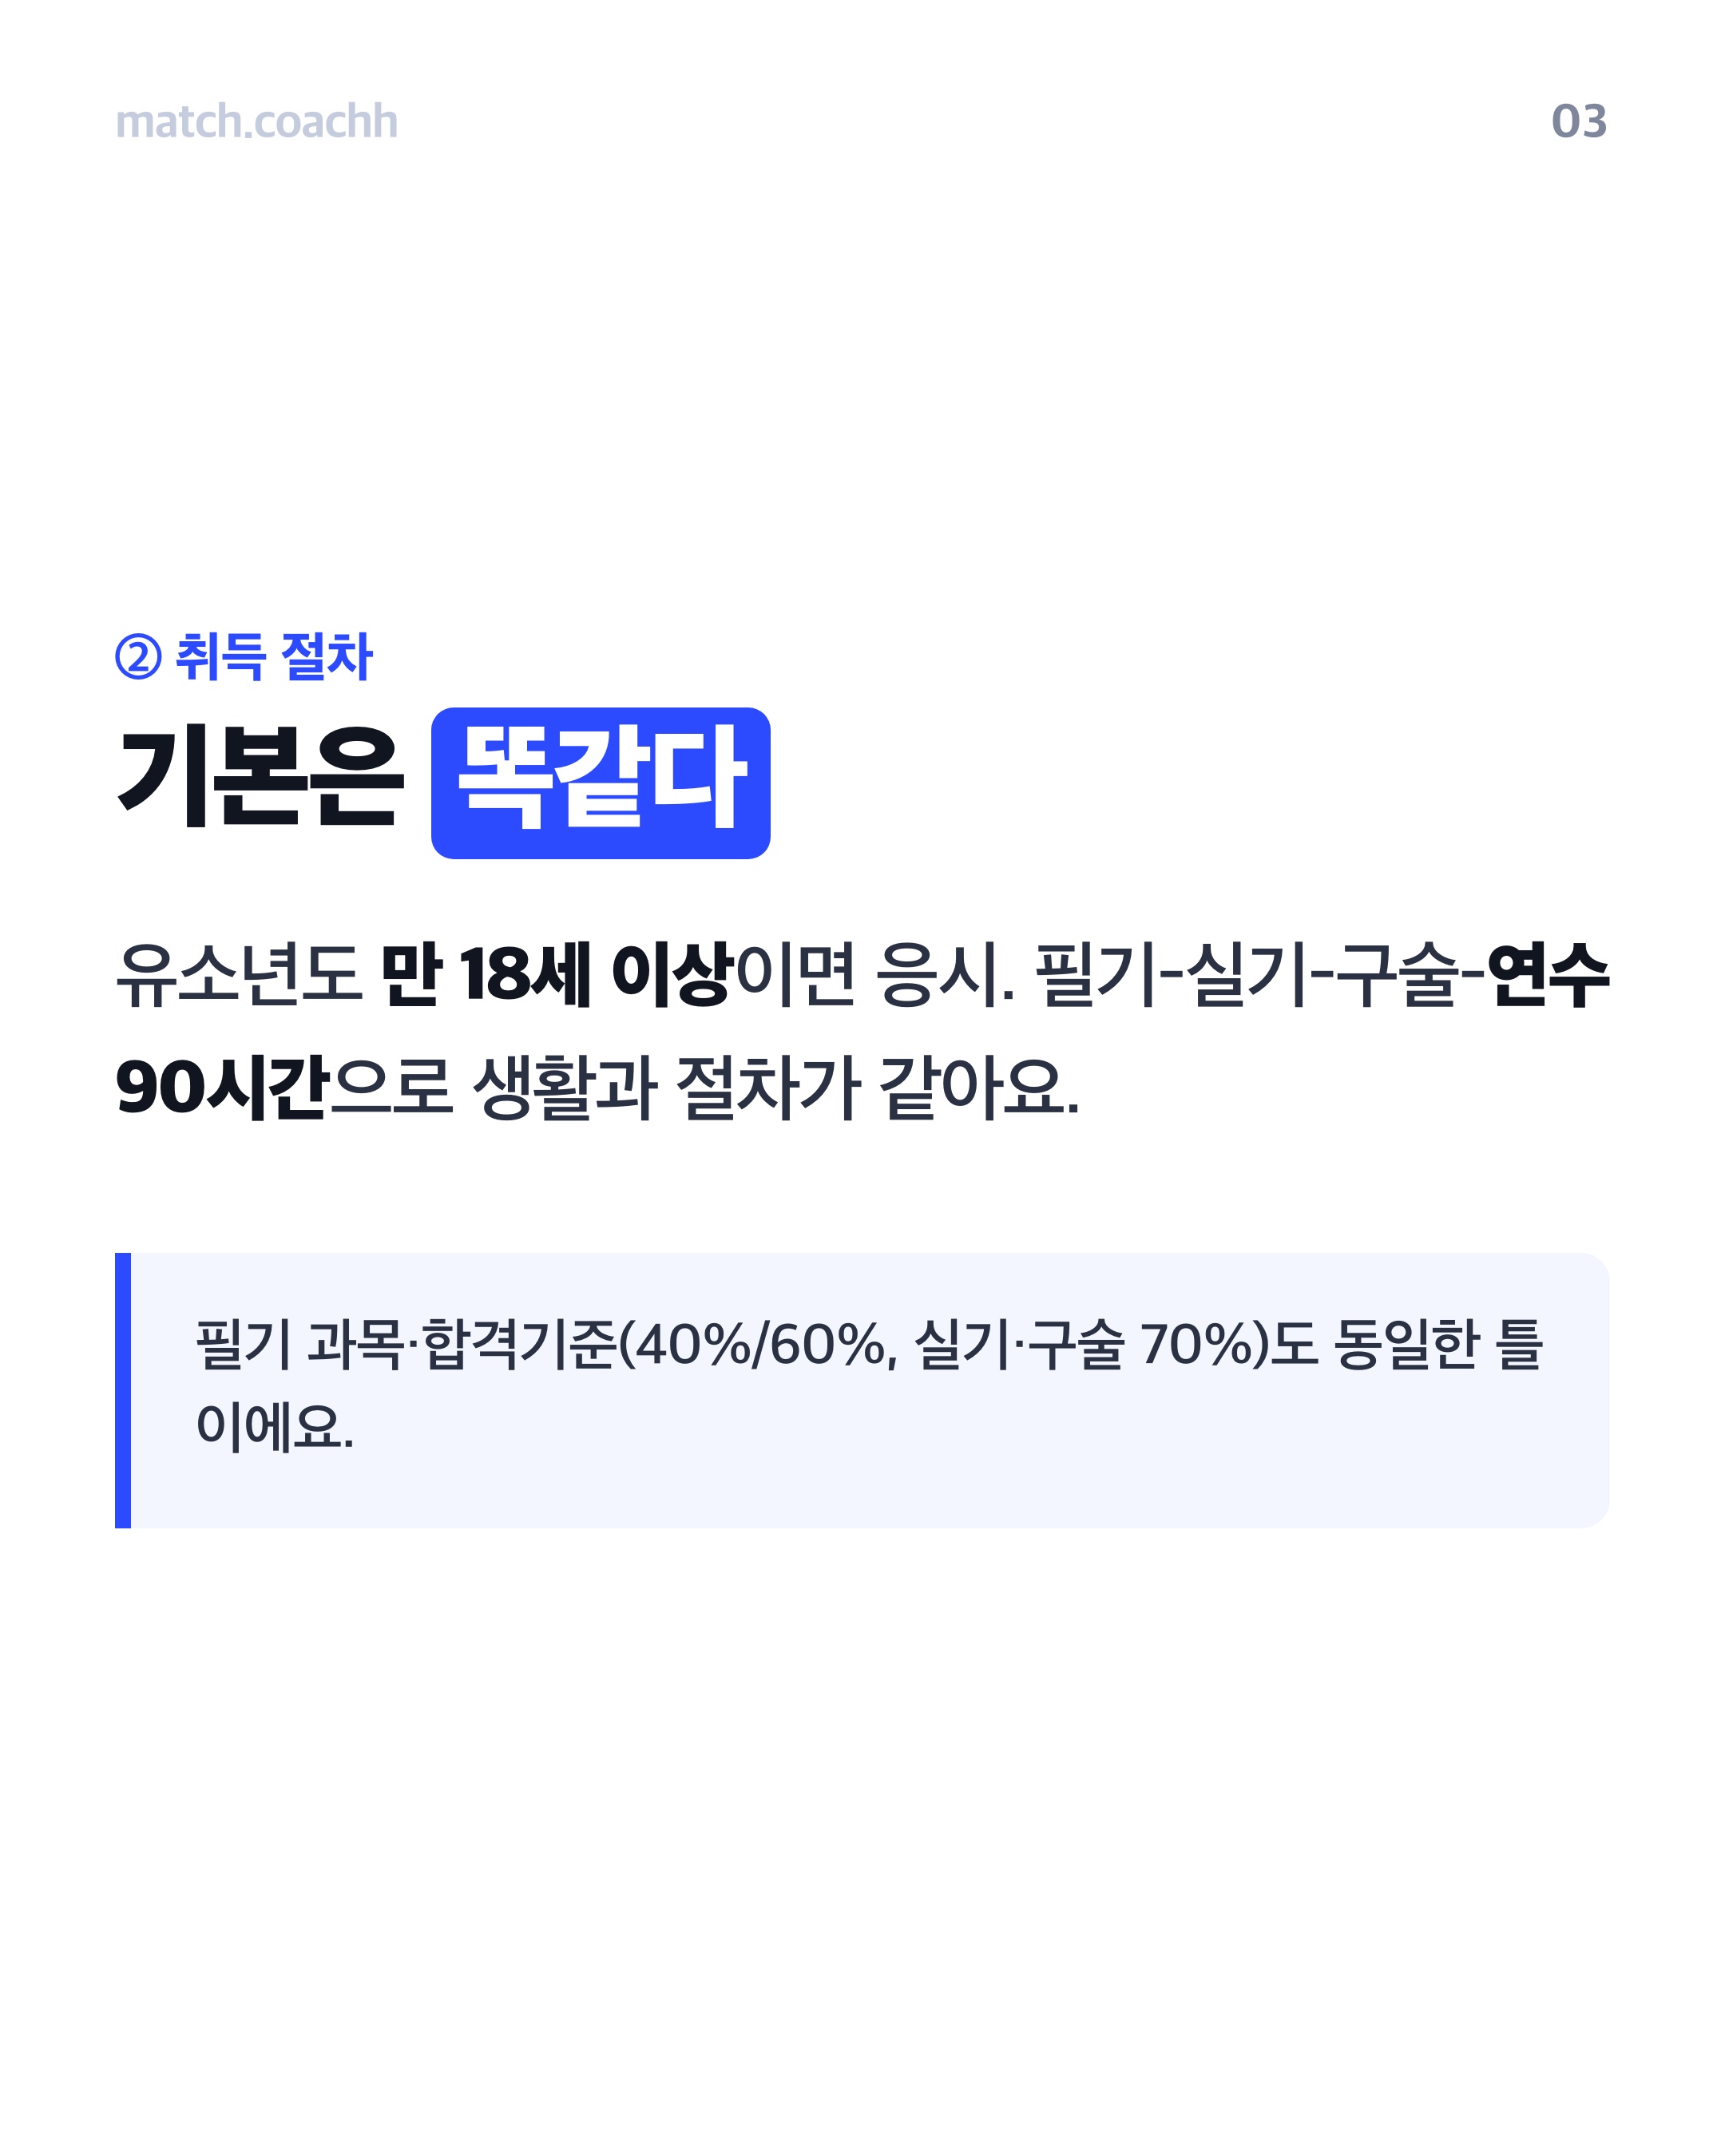 match.coachh
03
② 취득 절차
기본은 똑같다
유소년도 만 18세 이상이면 응시. 필기-실기-구술-연수
90시간으로 생활과 절차가 같아요.
필기 과목·합격기준(40%/60%, 실기·구술 70%)도 동일한 틀
이에요.